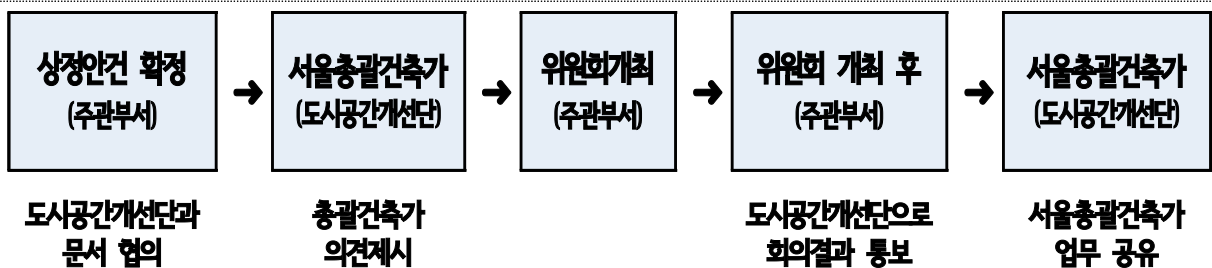 상정안건 확정
(주관부서)
➜
서울총괄건축가
(도시공간개선단)
➜
위원회개최
(주관부서)
➜
위원회 개최 후
(주관부서)
➜
서울총괄건축가
(도시공간개선단)
도시공간개선단과
문서 협의
총괄건축가
의견제시
도시공간개선단으로
회의결과 통보
서울총괄건축가
업무 공유